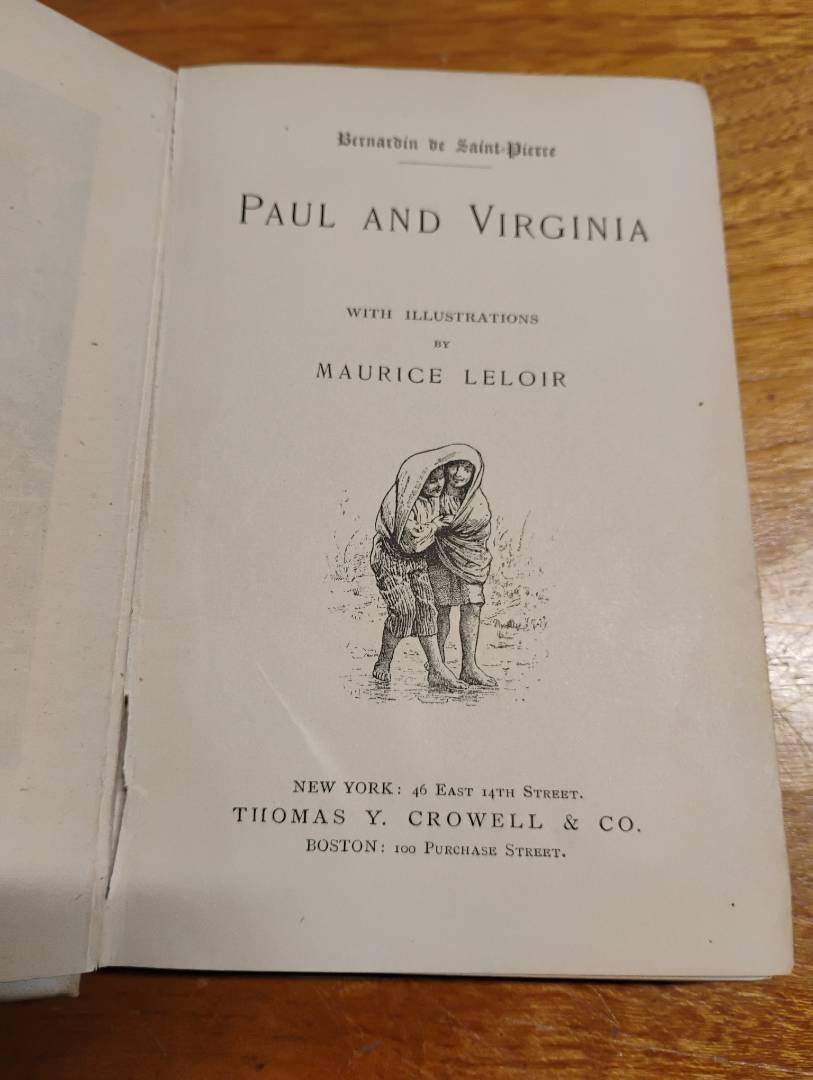 Bernardin de Saint-Pierre
PAUL AND VIRGINIA
WITH ILLUSTRATIONS
BY
MAURICE LELOIR
NEW YORK: 46 EAST 14TH STREET.
THOMAS Y. CROWELL & CO.
BOSTON: 100 PURCHASE STREET.